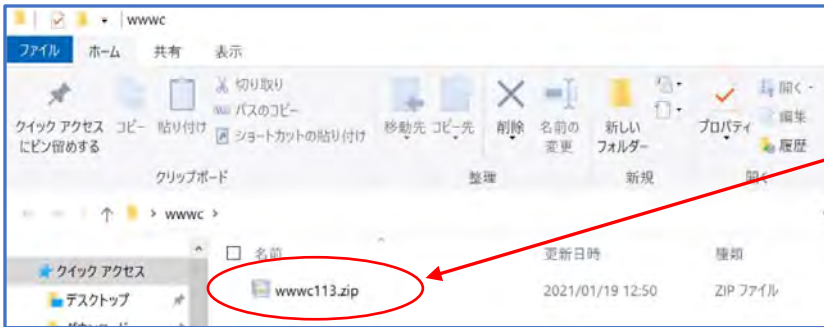 wwwc
ファイル ホーム 共有 表示
クイック アクセスにピン留めする
コピー
貼り付け
切り取り
パスのコピー
ショートカットの貼り付け
クリップボード
移動先
コピー先
削除
名前の変更
整理
新しいフォルダー
新規
プロパティ
開く
編集
履歴
開く
wwwc
名前 更新日時 種類
クイック アクセス
デスクトップ
wwwc113.zip 2021/01/19 12:50 ZIP ファイル